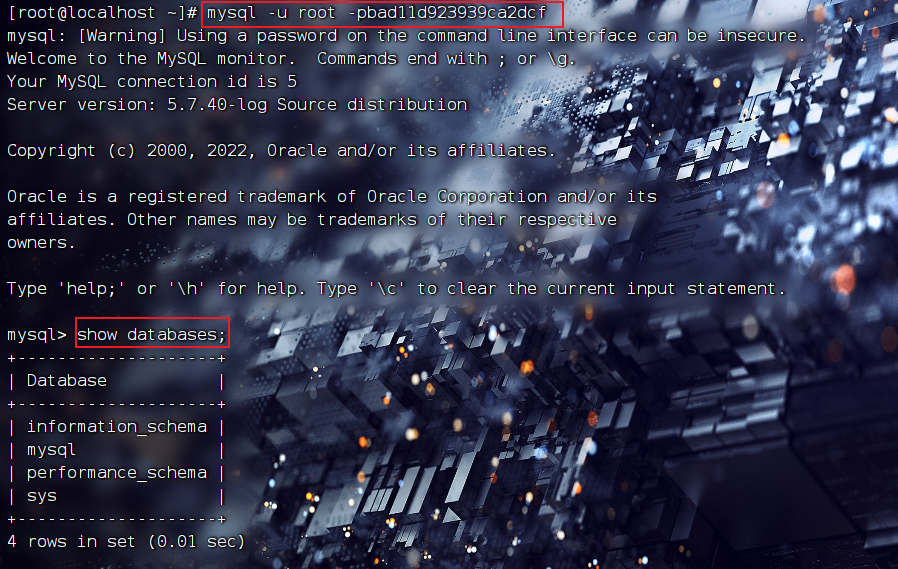 [root@localhost ~]# mysql -u root -pbad11d923939ca2dcf
mysql: [Warning] Using a password on the command line interface can be insecure.
Welcome to the MySQL monitor.  Commands end with ; or \g.
Your MySQL connection id is 5
Server version: 5.7.40-log Source distribution

Copyright (c) 2000, 2022, Oracle and/or its affiliates.

Oracle is a registered trademark of Oracle Corporation and/or its
affiliates. Other names may be trademarks of their respective
owners.

Type 'help;' or '\h' for help. Type '\c' to clear the current input statement.

mysql> show databases;
+--------------------+
| Database           |
+--------------------+
| information_schema |
| mysql              |
| performance_schema |
| sys                |
+--------------------+
4 rows in set (0.01 sec)